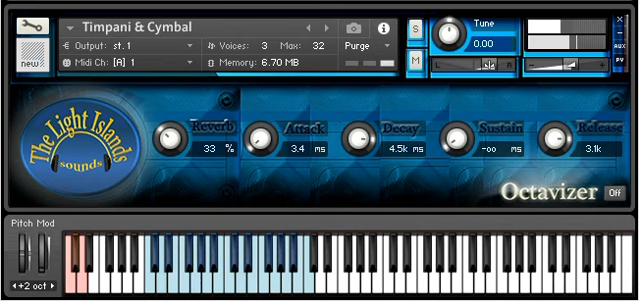 Timpani & Cymbal
Output: st. 1
Voices: 3 Max: 32
Purge
Midi Ch: [A] 1
Memory: 6.70 MB
new
S
M
Tune
0.00
L R
- +
×
-
AUX
PV
The Light Islands
sounds
Reverb
33 %
Attack
3.4 ms
Decay
4.5k ms
Sustain
-oo ms
Release
3.1k
Octavizer Off
Pitch Mod
+2 oct